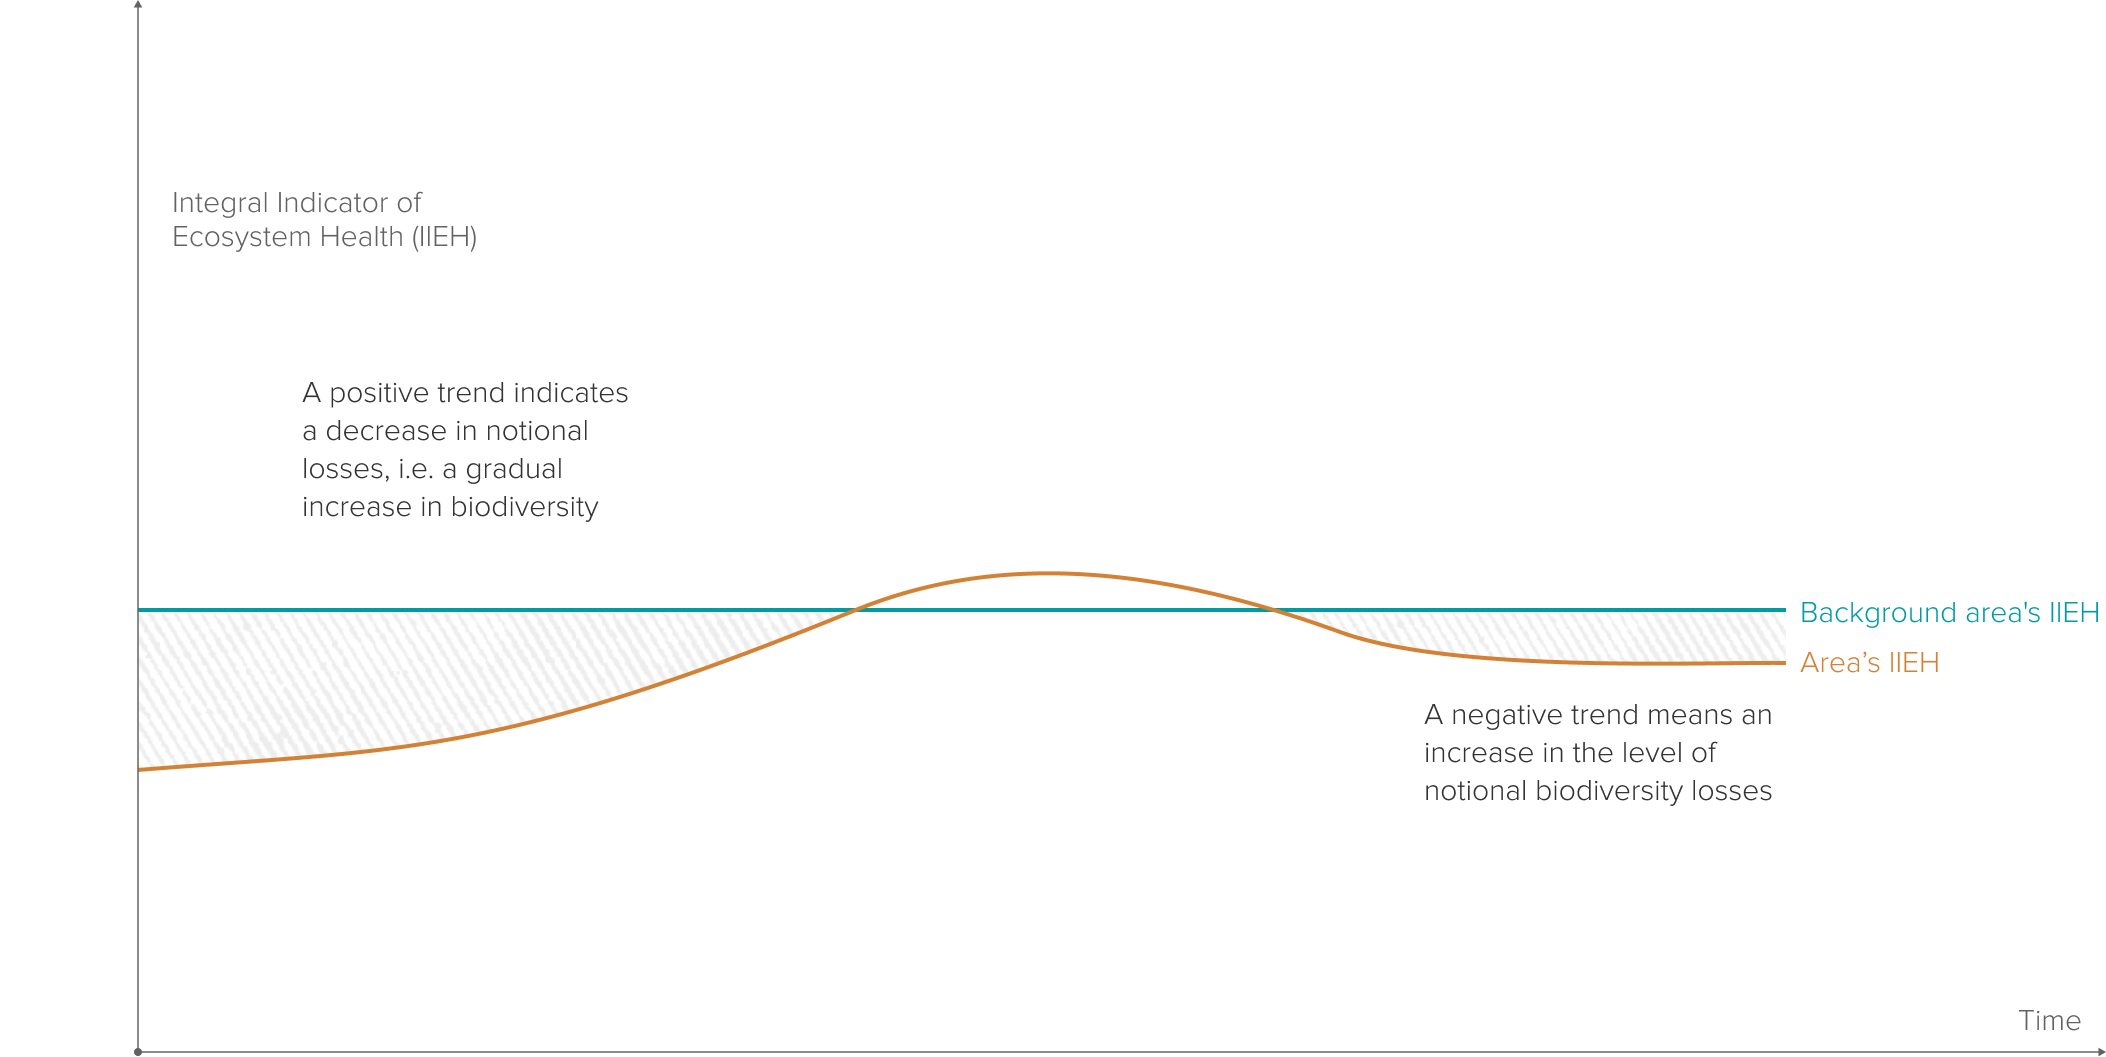 Integral Indicator of
Ecosystem Health (IIEH)
A positive trend indicates
a decrease in notional
losses, i.e. a gradual
increase in biodiversity
Background area's IIEH
Area’s IIEH
A negative trend means an
increase in the level of
notional biodiversity losses
Time